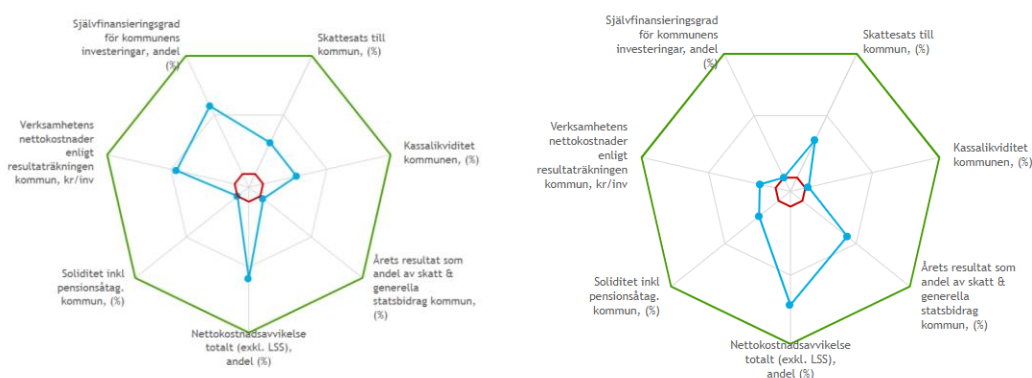 Självfinansieringsgrad
för kommunens
investeringar, andel
(%)
Skattesats till
kommun, (%)
Verksamhetens
nettokostnader
enligt
resultaträkningen
kommun, kr/inv
Kassalikviditet
kommunen, (%)
Soliditet inkl
pensionsåtag.
kommun, (%)
Årets resultat som
andel av skatt &
generella
statsbidrag kommun,
(%)
Nettokostnadsavvikelse
totalt (exkl. LSS),
andel (%)
Självfinansieringsgrad
för kommunens
investeringar, andel
(%)
Skattesats till
kommun, (%)
Verksamhetens
nettokostnader
enligt
resultaträkningen
kommun, kr/inv
Kassalikviditet
kommunen, (%)
Soliditet inkl
pensionsåtag.
kommun, (%)
Årets resultat som
andel av skatt &
generella
statsbidrag
kommun, (%)
Nettokostnadsavvikelse
totalt (exkl. LSS),
andel (%)